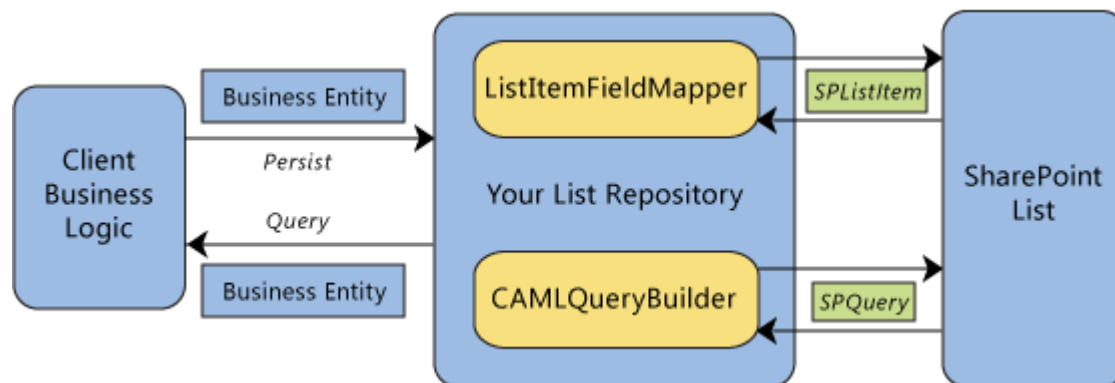 Business Entity
Client
Business
Logic
Persist
Query
Business Entity
ListItemFieldMapper
Your List Repository
CAMLQueryBuilder
SPListItem
SPQuery
SharePoint
List